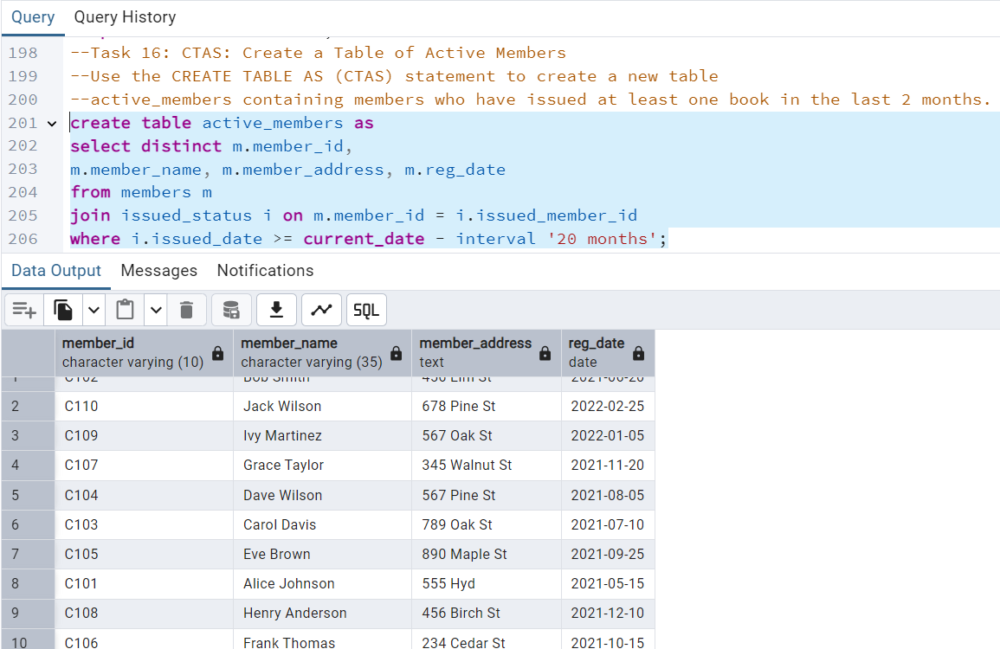 Query Query History
198 --Task 16: CTAS: Create a Table of Active Members
199 --Use the CREATE TABLE AS (CTAS) statement to create a new table
200 --active_members containing members who have issued at least one book in the last 2 months.
201 create table active_members as
202 select distinct m.member_id,
203 m.member_name, m.member_address, m.reg_date
204 from members m
205 join issued_status i on m.member_id = i.issued_member_id
206 where i.issued_date >= current_date - interval '20 months';
Data Output Messages Notifications
SQL
member_id member_name member_address reg_date
character varying (10) character varying (35) text date
1 C102 Bob Smith 456 Elm St 2021-06-20
2 C110 Jack Wilson 678 Pine St 2022-02-25
3 C109 Ivy Martinez 567 Oak St 2022-01-05
4 C107 Grace Taylor 345 Walnut St 2021-11-20
5 C104 Dave Wilson 567 Pine St 2021-08-05
6 C103 Carol Davis 789 Oak St 2021-07-10
7 C105 Eve Brown 890 Maple St 2021-09-25
8 C101 Alice Johnson 555 Hyd 2021-05-15
9 C108 Henry Anderson 456 Birch St 2021-12-10
10 C106 Frank Thomas 234 Cedar St 2021-10-15